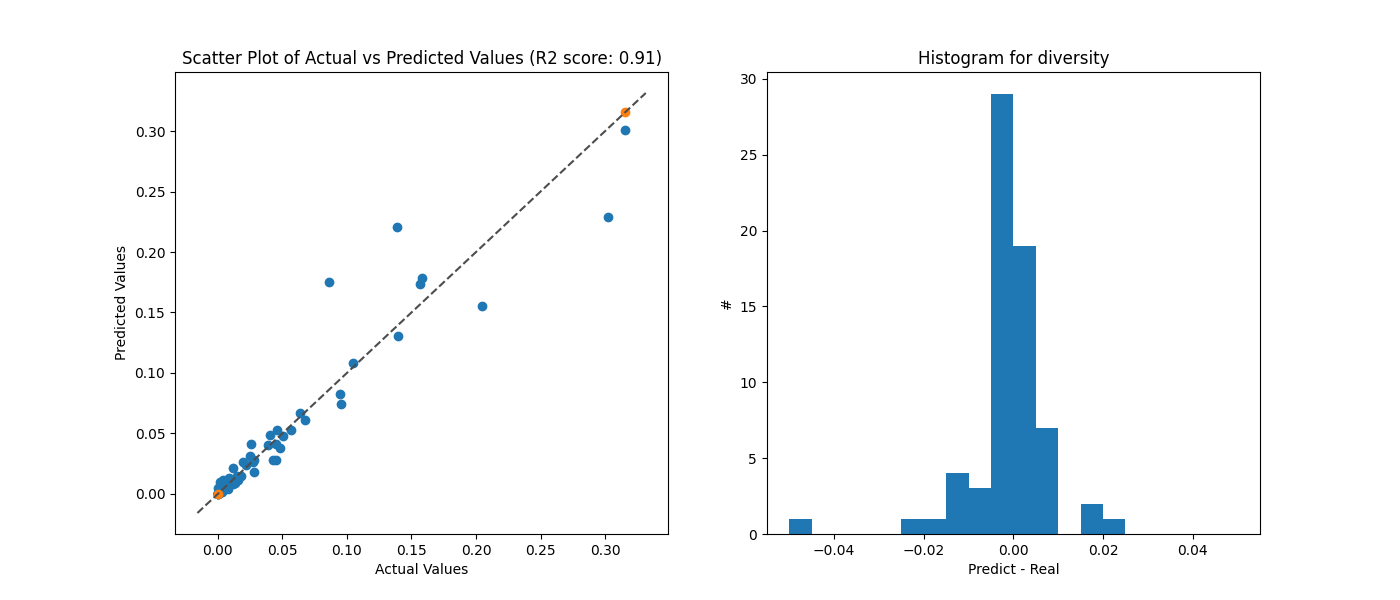 Scatter Plot of Actual vs Predicted Values (R2 score: 0.91)
Predicted Values
0.30
0.25
0.20
0.15
0.10
0.05
0.00
0.00 0.05 0.10 0.15 0.20 0.25 0.30
Actual Values
Histogram for diversity
#
30
25
20
15
10
5
0
−0.04 −0.02 0.00 0.02 0.04
Predict - Real